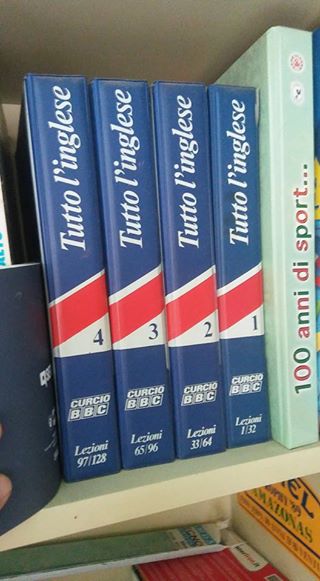 Tutto l'inglese
4
CURCIO
BBC
Lezioni
97/128
Tutto l'inglese
3
CURCIO
BBC
Lezioni
65/96
Tutto l'inglese
2
CURCIO
BBC
Lezioni
33/64
Tutto l'inglese
1
CURCIO
BBC
Lezioni
1/32
100 anni di sport...
AMAZONAS